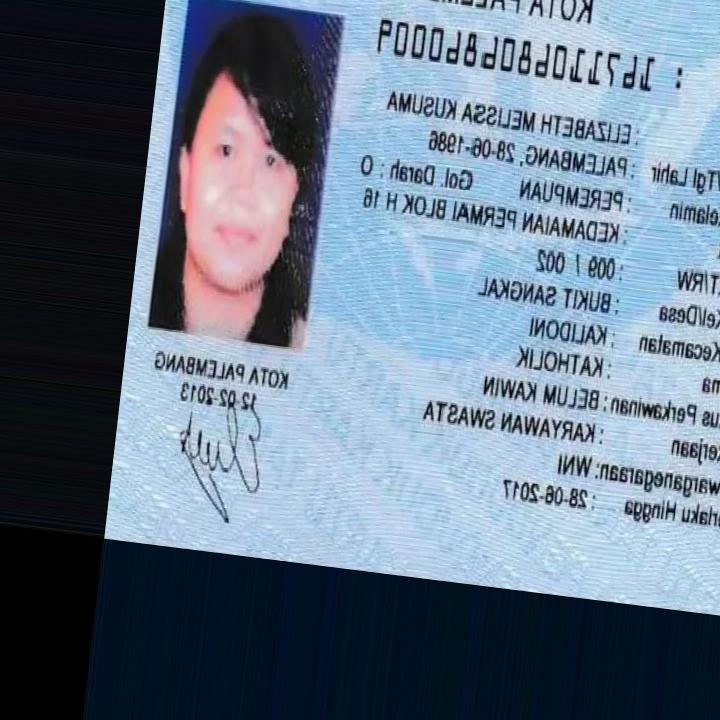 KOTA PALEM
: 1671106806860009
: ELIZABETH MELISSA KUSUMA
/Tgl Lahir : PALEMBANG, 28-06-1986
elamin : PEREMPUAN Gol. Darah : O
: KEDAMAIAN PERMAI BLOK H 16
T/RW : 009 / 002
Kel/Desa : BUKIT SANGKAL
Kecamatan : KALIDONI
ma : KATHOLIK
us Perkawinan : BELUM KAWIN
erjaan : KARYAWAN SWASTA
warganegaraan: WNI
rlaku Hingga : 28-06-2017
KOTA PALEMBANG
12-02-2013